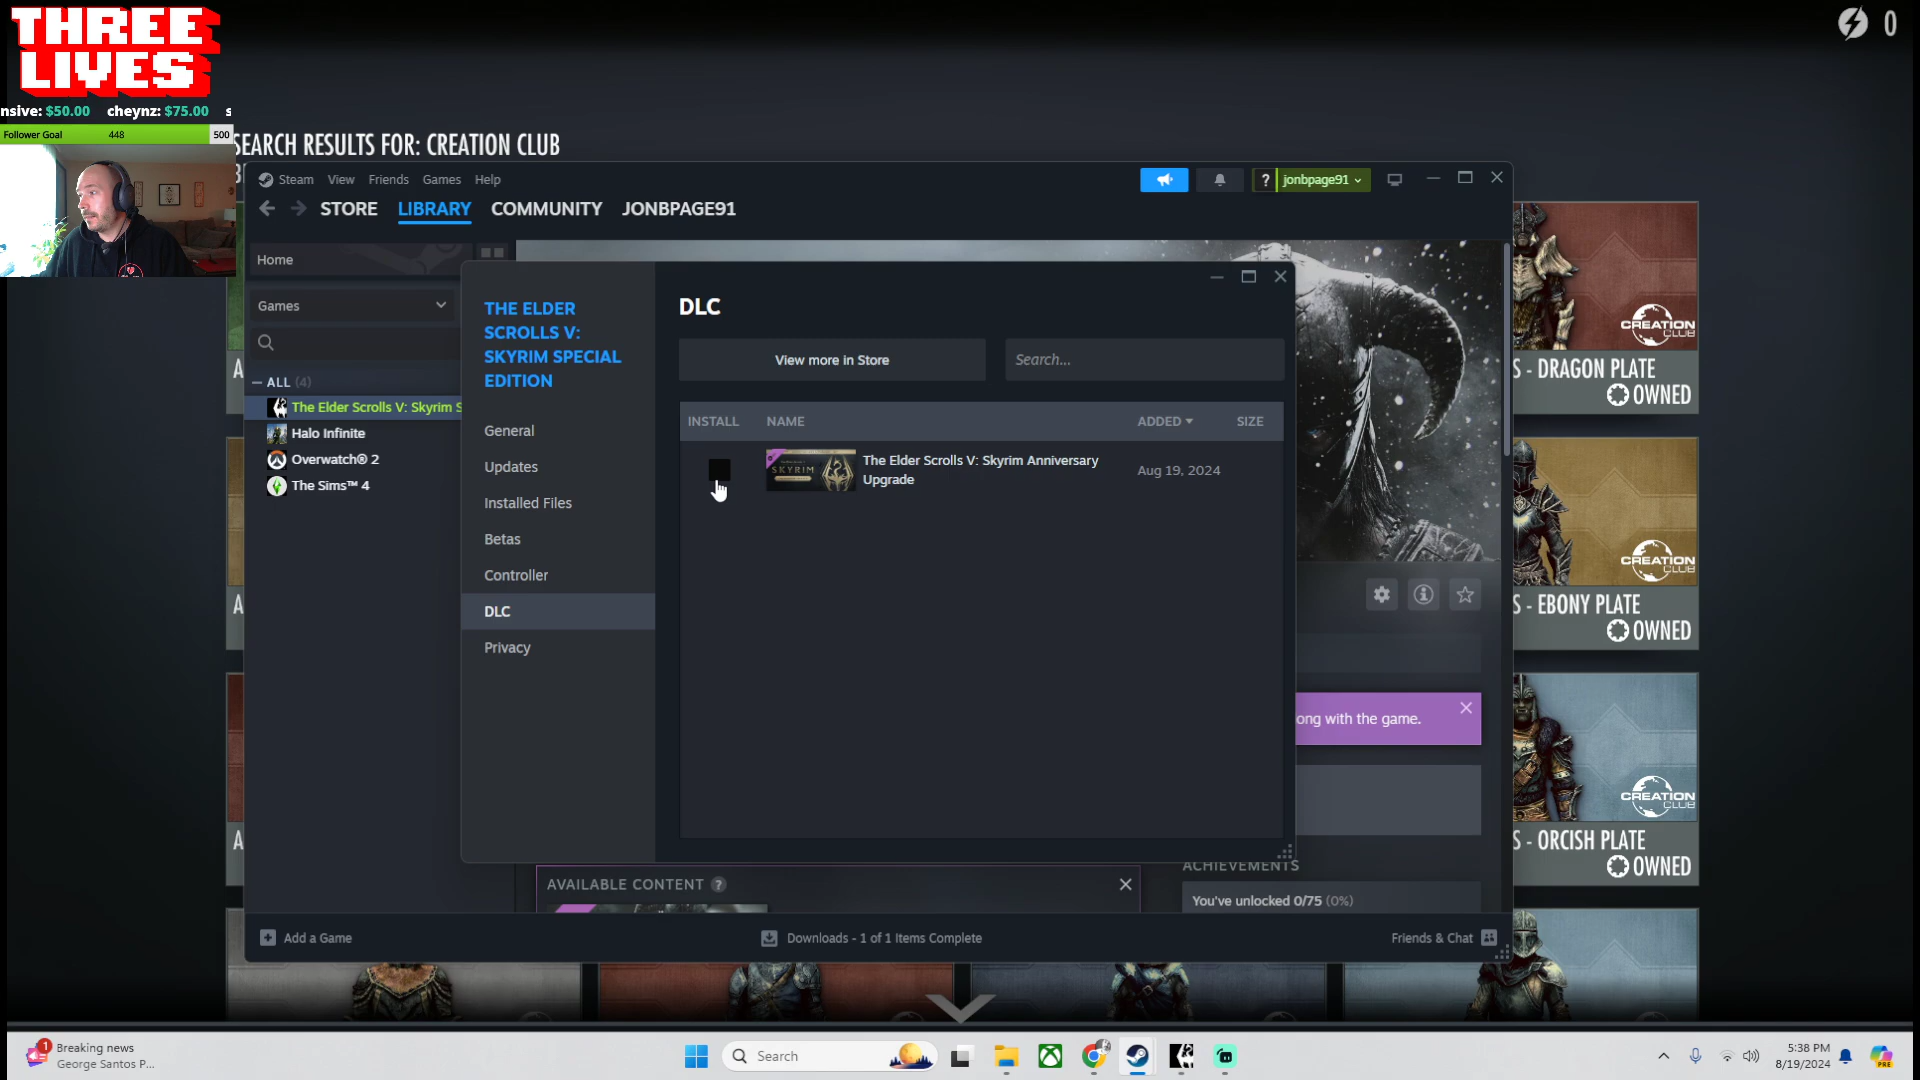 THREE
LIVES
nsive: $50.00 cheynz: $75.00 s
Follower Goal 448 500
0
SEARCH RESULTS FOR: CREATION CLUB
Steam View Friends Games Help
? jonbpage91
STORE LIBRARY COMMUNITY JONBPAGE91
Home
Games
ALL (4)
The Elder Scrolls V: Skyrim S
Halo Infinite
Overwatch® 2
The Sims™ 4
THE ELDER
SCROLLS V:
SKYRIM SPECIAL
EDITION
General
Updates
Installed Files
Betas
Controller
DLC
Privacy
DLC
View more in Store
Search...
INSTALL NAME ADDED SIZE
SKYRIM
The Elder Scrolls V: Skyrim Anniversary
Upgrade
Aug 19, 2024
ong with the game.
ACHIEVEMENTS
You've unlocked 0/75 (0%)
AVAILABLE CONTENT ?
Add a Game
Downloads - 1 of 1 Items Complete
Friends & Chat
CREATION
CLUB
S - DRAGON PLATE
OWNED
CREATION
CLUB
S - EBONY PLATE
OWNED
CREATION
CLUB
S - ORCISH PLATE
OWNED
A
A
A
1
Breaking news
George Santos P...
Search
5:38 PM
8/19/2024
PRE